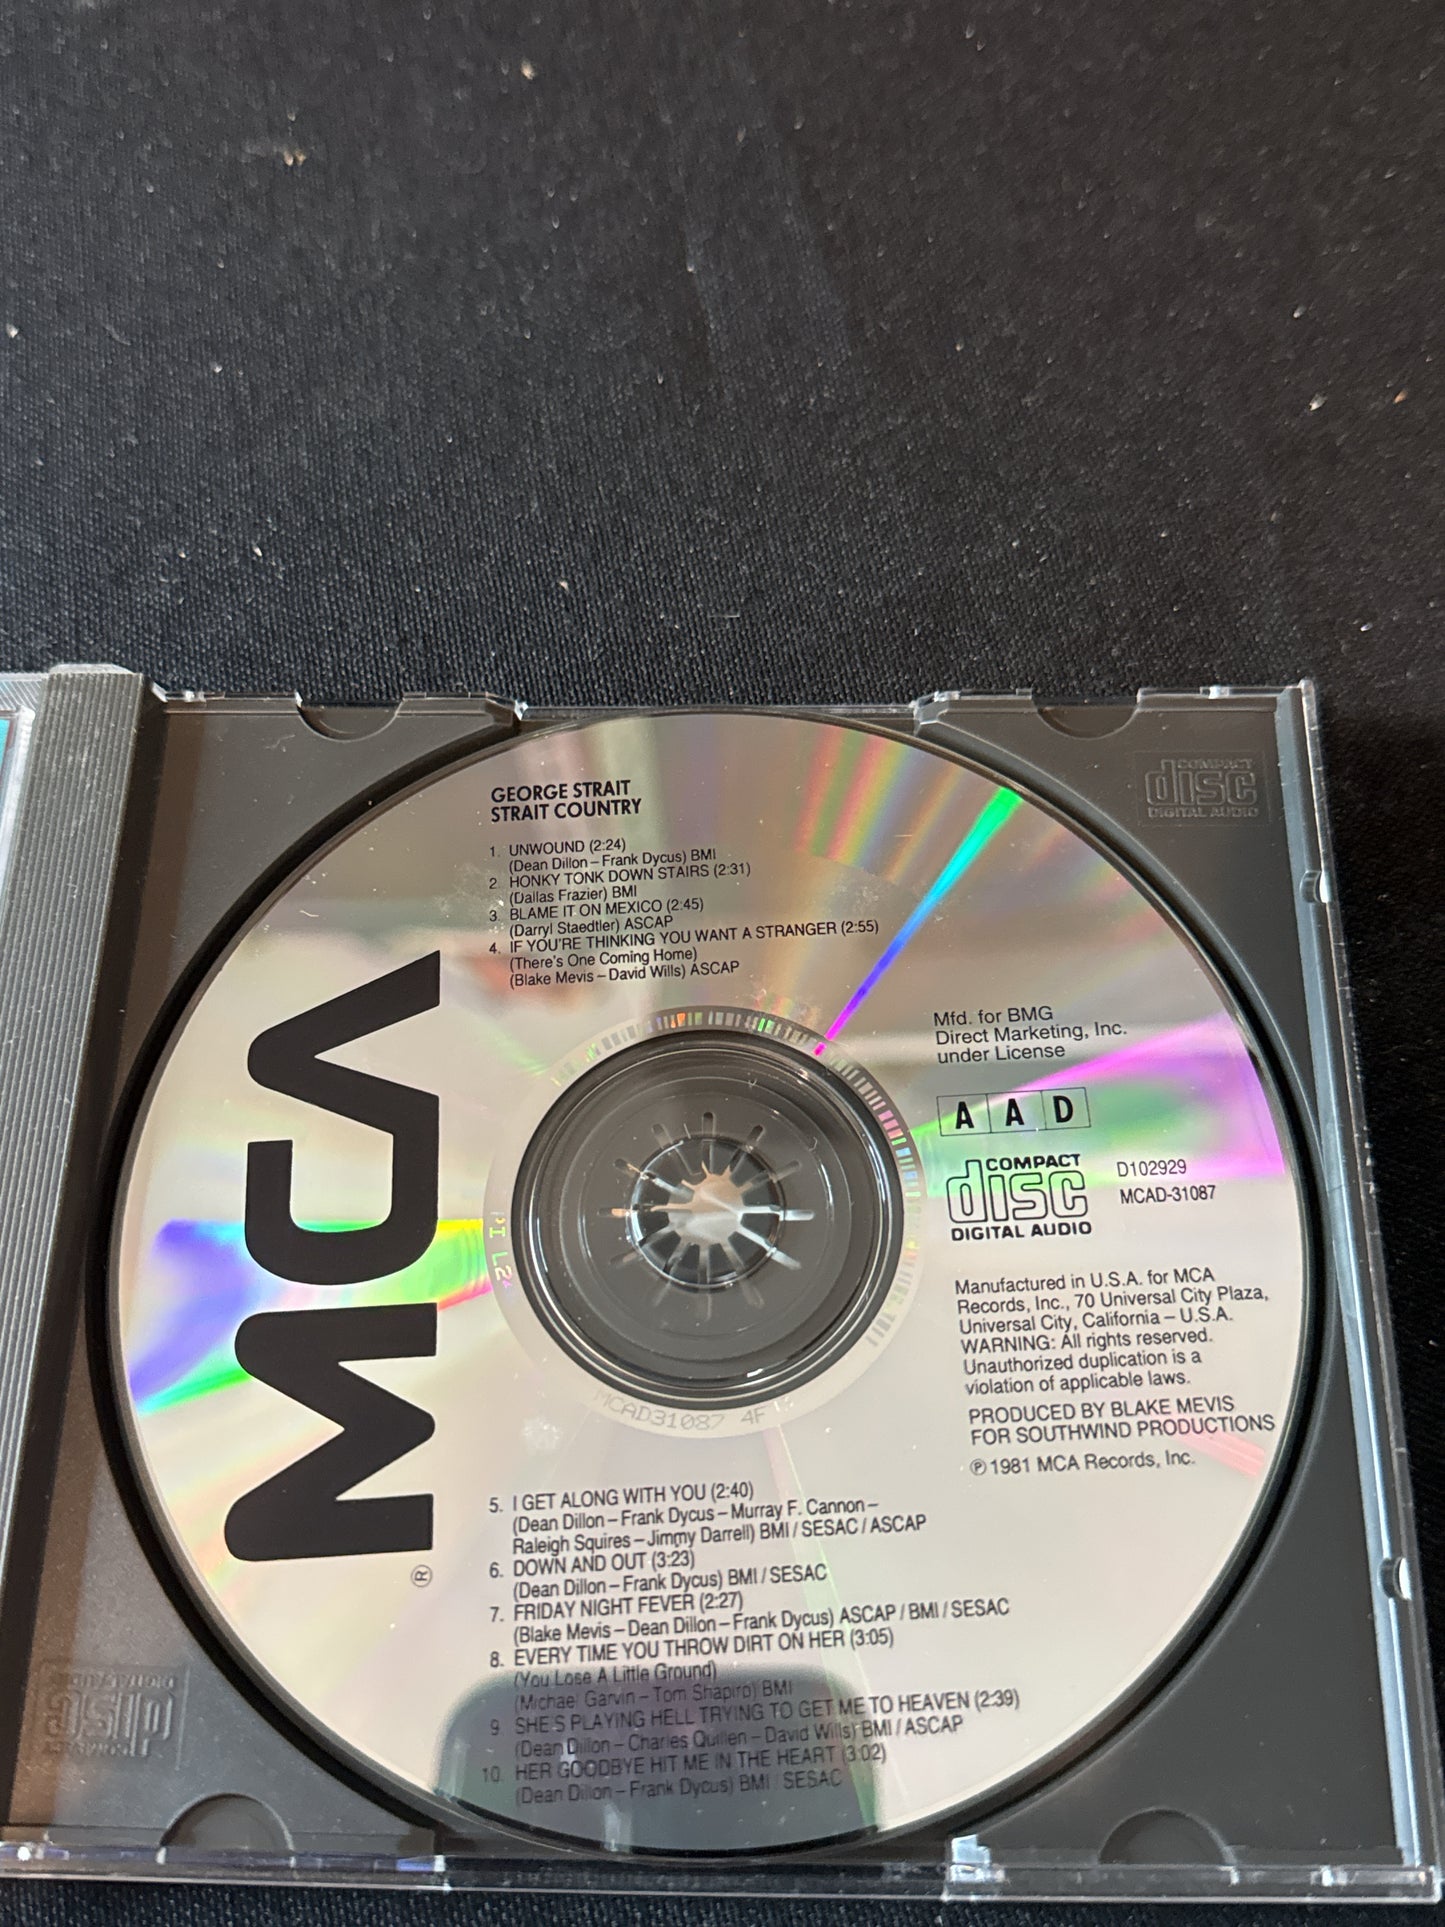 GEORGE STRAIT
STRAIT COUNTRY
1. UNWOUND (2:24)
(Dean Dillon – Frank Dycus) BMI
2. HONKY TONK DOWN STAIRS (2:31)
(Dallas Frazier) BMI
3. BLAME IT ON MEXICO (2:45)
(Darryl Staedtler) ASCAP
4. IF YOU'RE THINKING YOU WANT A STRANGER (2:55)
(There's One Coming Home)
(Blake Mevis – David Wills) ASCAP
MCA
®
Mfd. for BMG
Direct Marketing, Inc.
under License
A A D
COMPACT
disc
DIGITAL AUDIO
D102929
MCAD-31087
Manufactured in U.S.A. for MCA
Records, Inc., 70 Universal City Plaza,
Universal City, California – U.S.A.
WARNING: All rights reserved.
Unauthorized duplication is a
violation of applicable laws.
PRODUCED BY BLAKE MEVIS
FOR SOUTHWIND PRODUCTIONS
℗ 1981 MCA Records, Inc.
MCAD31087 4F
5. I GET ALONG WITH YOU (2:40)
(Dean Dillon – Frank Dycus – Murray F. Cannon –
Raleigh Squires – Jimmy Darrell) BMI / SESAC / ASCAP
6. DOWN AND OUT (3:23)
(Dean Dillon – Frank Dycus) BMI / SESAC
7. FRIDAY NIGHT FEVER (2:27)
(Blake Mevis – Dean Dillon – Frank Dycus) ASCAP / BMI / SESAC
8. EVERY TIME YOU THROW DIRT ON HER (3:05)
(You Lose A Little Ground)
(Michael Garvin – Tom Shapiro) BMI
9 SHE'S PLAYING HELL TRYING TO GET ME TO HEAVEN (2:39)
(Dean Dillon – Charles Quillen – David Wills) BMI / ASCAP
10. HER GOODBYE HIT ME IN THE HEART (3:02)
(Dean Dillon – Frank Dycus) BMI / SESAC
COMPACT
disc
DIGITAL AUDIO
disc